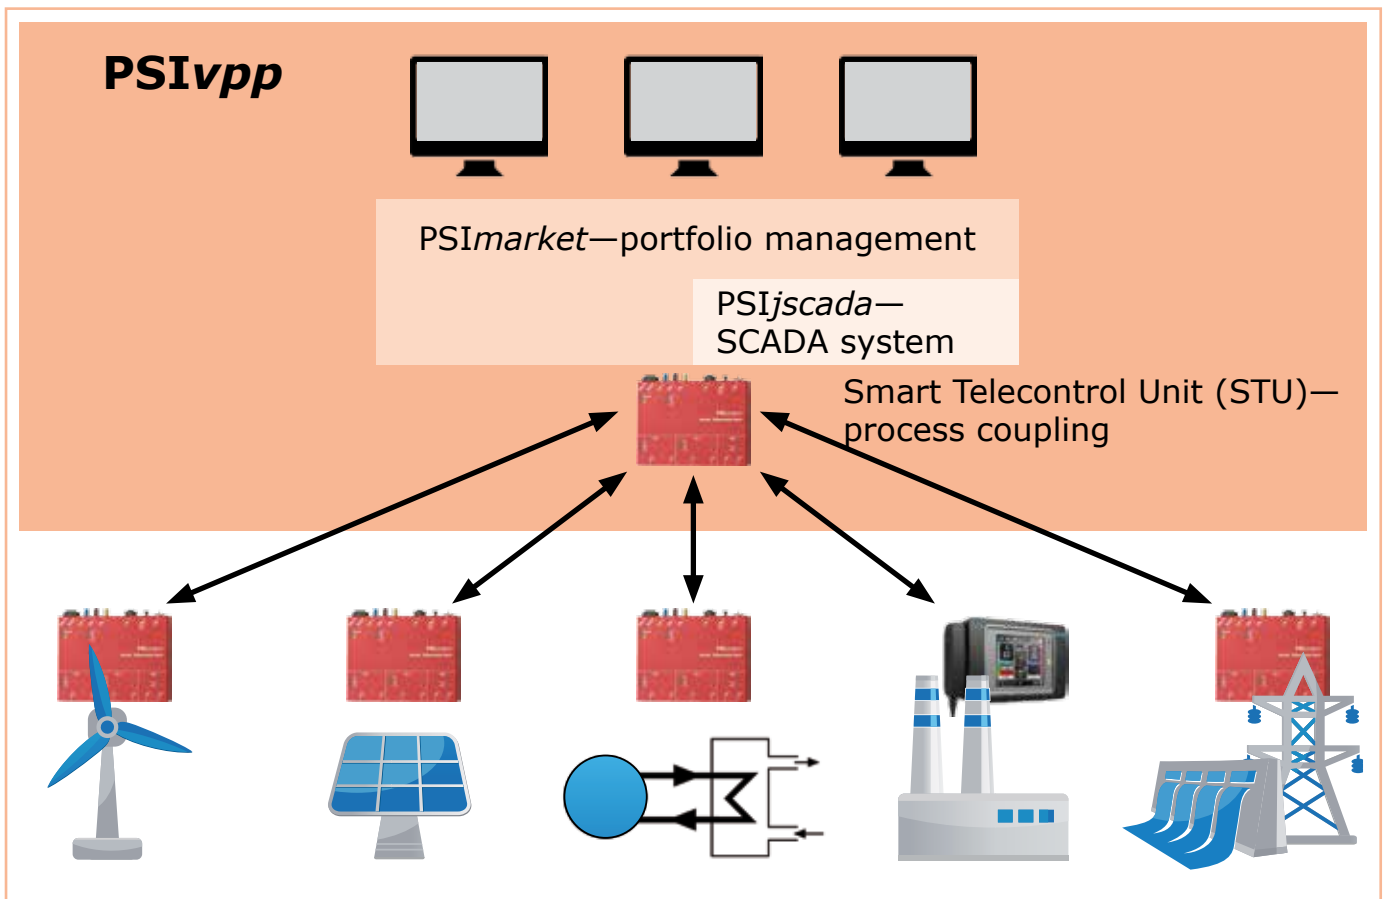 PSIvpp
PSImarket—portfolio management
PSIjscada—
SCADA system
Smart Telecontrol Unit (STU)—
process coupling